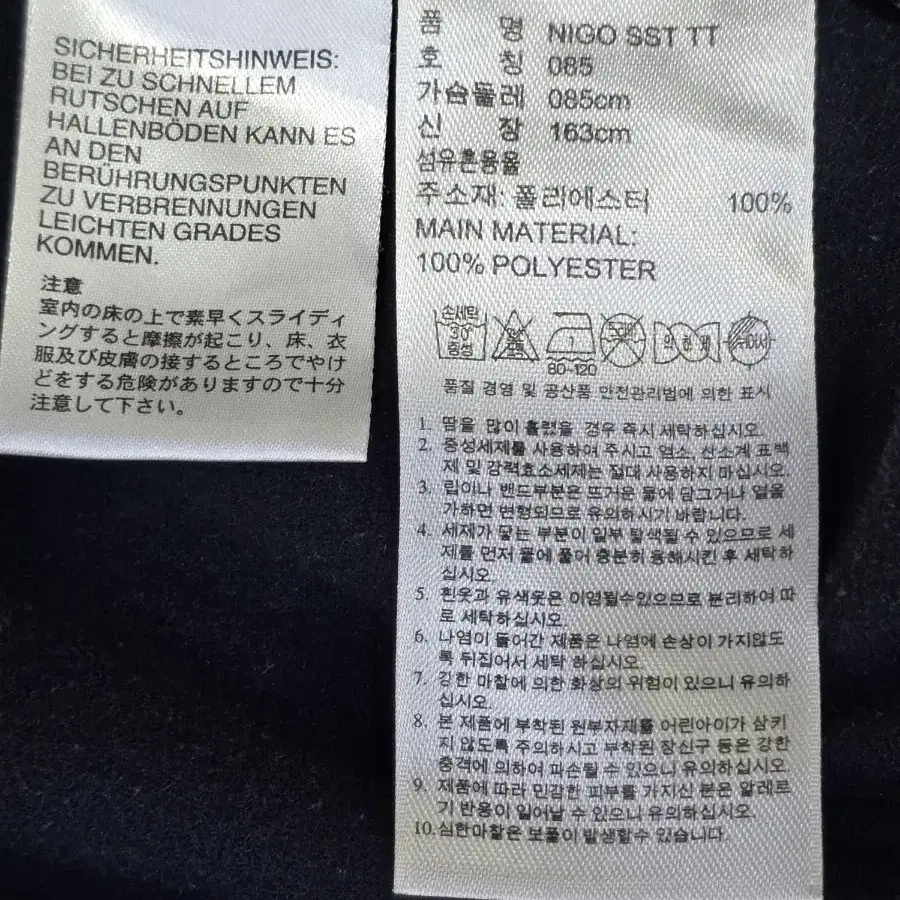 SICHERHEITSHINWEIS:
BEI ZU SCHNELLEM
RUTSCHEN AUF
HALLENBÖDEN KANN ES
AN DEN
BERÜHRUNGSPUNKTEN
ZU VERBRENNUNGEN
LEICHTEN GRADES
KOMMEN.
注意
室内の床の上で素早くスライディ
ングすると摩擦が起こり、床、衣
服及び皮膚の接するところでやけ
どをする危険がありますので十分
注意して下さい。
품 명 NIGO SST TT
호 칭 085
가슴둘레 085cm
신 장 163cm
섬유혼용율
주소재: 폴리에스터 100%
MAIN MATERIAL:
100% POLYESTER
손세탁
30
중성
1
80~120
품질 경영 및 공산품 안전관리법에 의한 표시
1. 땀을 많이 흘렸을 경우 즉시 세탁하십시오.
2. 중성세제를 사용하여 주시고 염소, 산소계 표백
제 및 강력효소세제는 절대 사용하지 마십시오.
3. 립이나 밴드부분은 뜨거운 물에 담그거나 열을
가하면 변형되므로 유의하시기 바랍니다.
4. 세제가 닿는 부분이 일부 탈색될 수 있으므로 세
제를 먼저 물에 풀어 충분히 용해시킨 후 세탁하
십시오.
5. 흰옷과 유색옷은 이염될수있으므로 분리하여 따
로 세탁하십시오.
6. 나염이 들어간 제품은 나염에 손상이 가지않도
록 뒤집어서 세탁 하십시오.
7. 강한 마찰에 의한 화상의 위험이 있으니 유의하
십시오.
8. 본 제품에 부착된 원부자재를 어린아이가 삼키
지 않도록 주의하시고 부착된 장신구 등은 강한
충격에 의하여 파손될 수 있으니 유의하십시오.
9. 제품에 따라 민감한 피부를 가지신 분은 알레르
기 반응이 일어날 수 있으니 유의하십시오.
10.심한마찰은 보풀이 발생할수 있습니다.